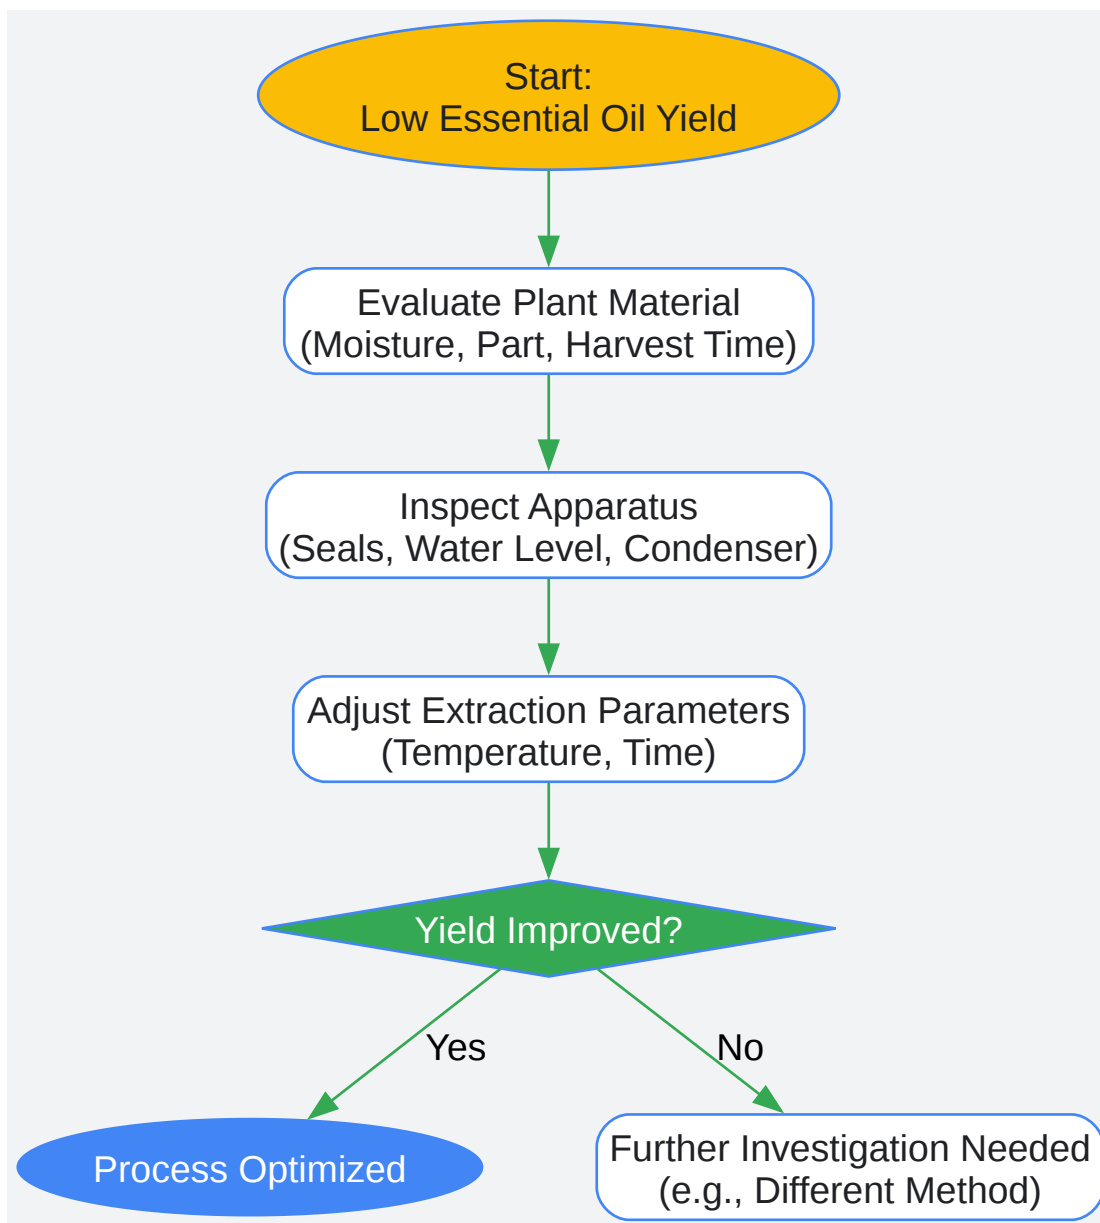 Start:
Low Essential Oil Yield
Evaluate Plant Material
(Moisture, Part, Harvest Time)
Inspect Apparatus
(Seals, Water Level, Condenser)
Adjust Extraction Parameters
(Temperature, Time)
Yield Improved?
Yes
No
Process Optimized
Further Investigation Needed
(e.g., Different Method)